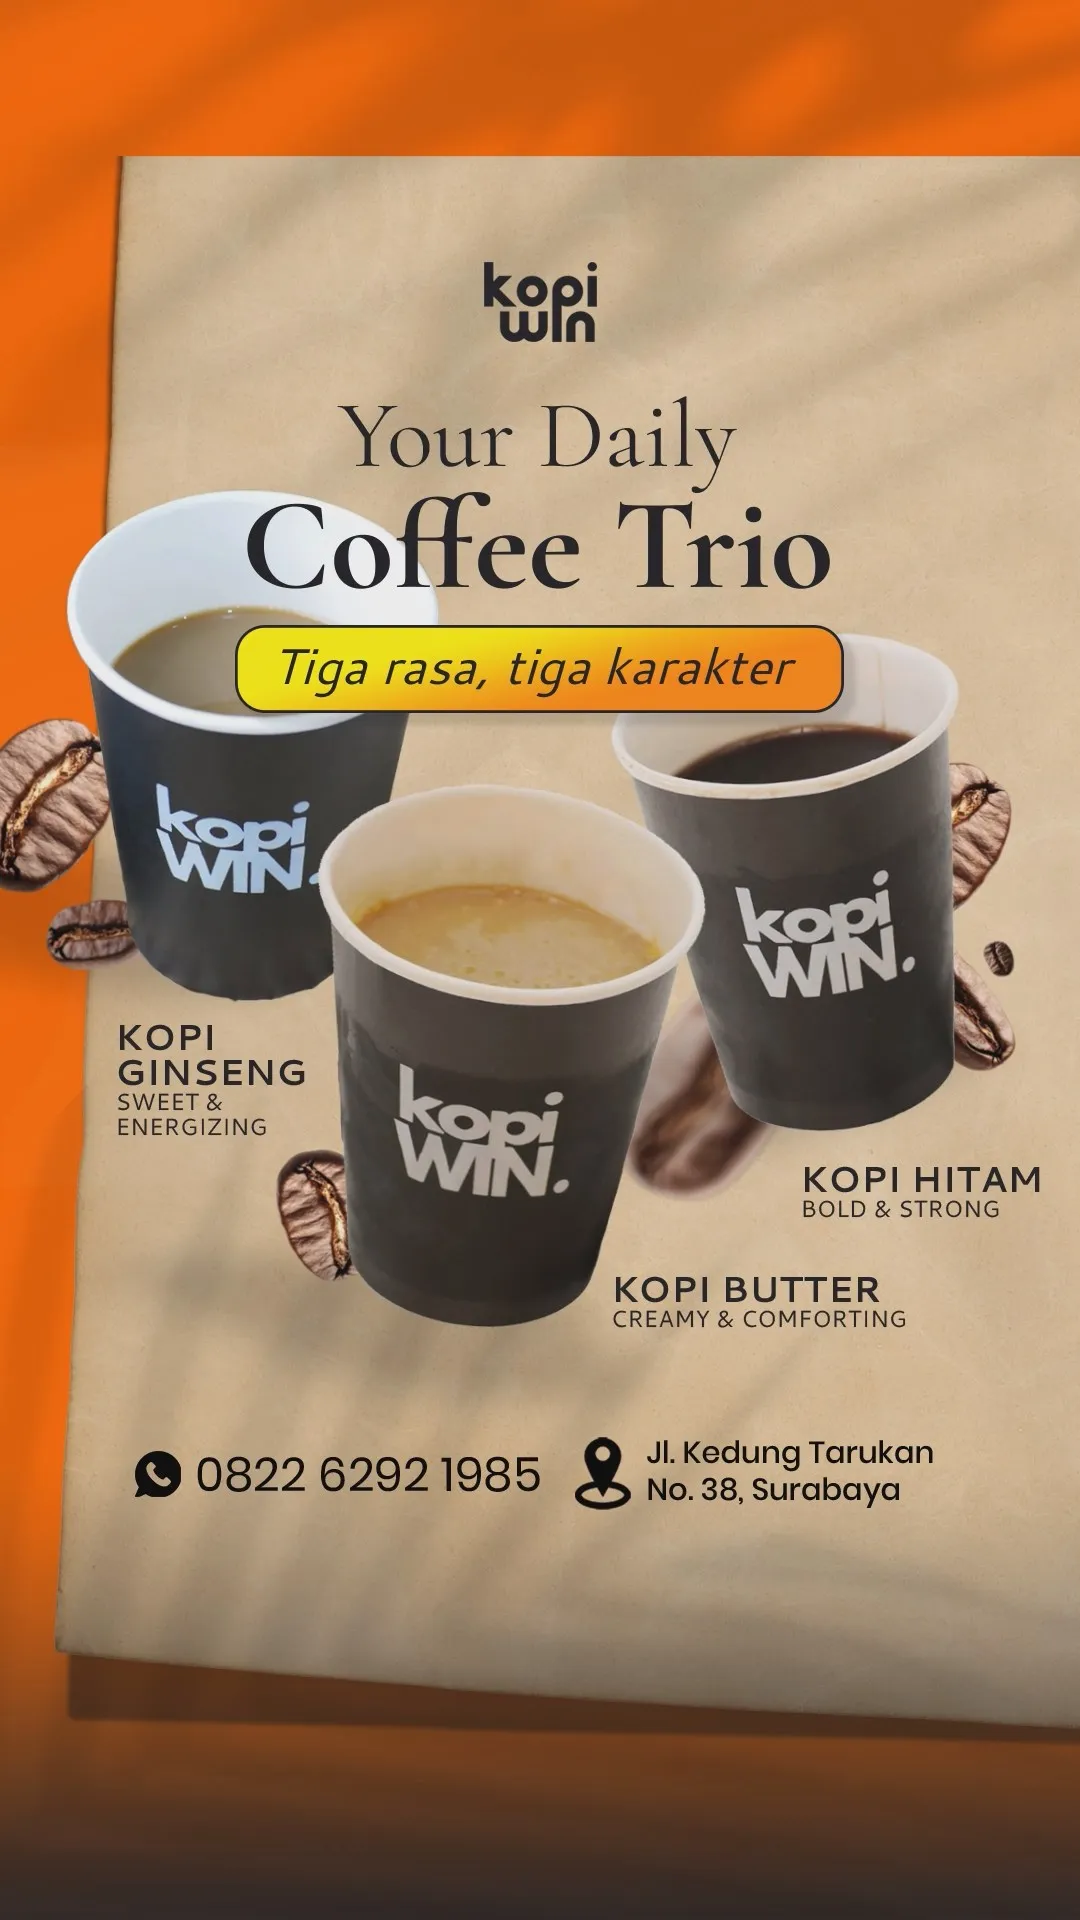 kopi
win
Your Daily
Coffee Trio
Tiga rasa, tiga karakter
kopi
WIN.
kopi
WIN.
kopi
WIN.
KOPI
GINSENG
SWEET &
ENERGIZING
KOPI HITAM
BOLD & STRONG
KOPI BUTTER
CREAMY & COMFORTING
0822 6292 1985
Jl. Kedung Tarukan
No. 38, Surabaya